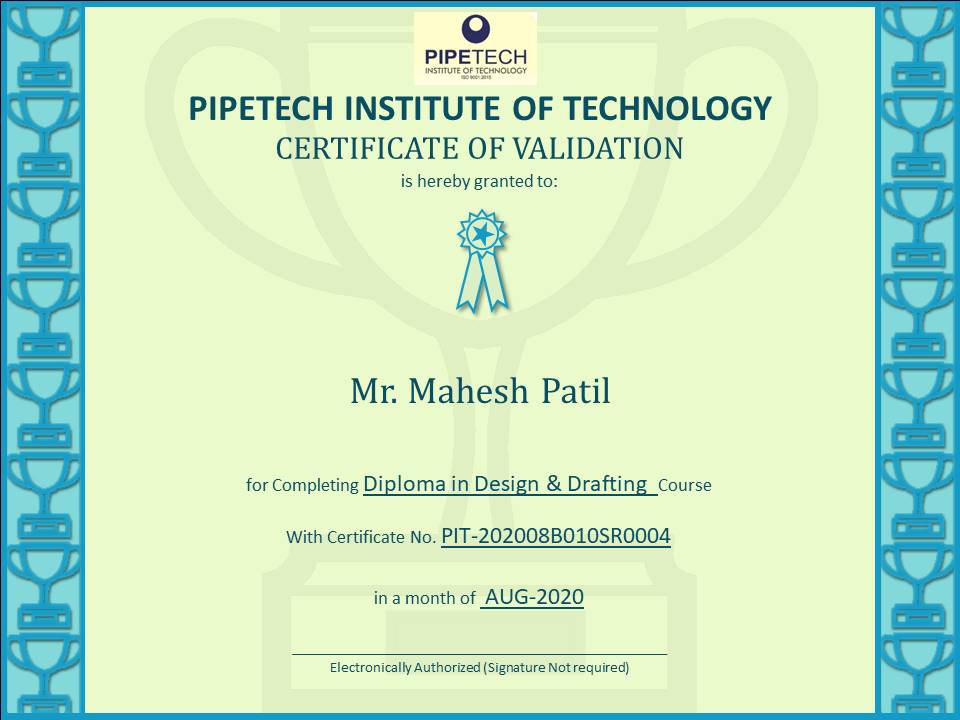 PIPETECH
INSTITUTE OF TECHNOLOGY
ISO 9001:2015
PIPETECH INSTITUTE OF TECHNOLOGY
CERTIFICATE OF VALIDATION
is hereby granted to:
Mr. Mahesh Patil
for Completing Diploma in Design & Drafting Course
With Certificate No. PIT-202008B010SR0004
in a month of AUG-2020
Electronically Authorized (Signature Not required)